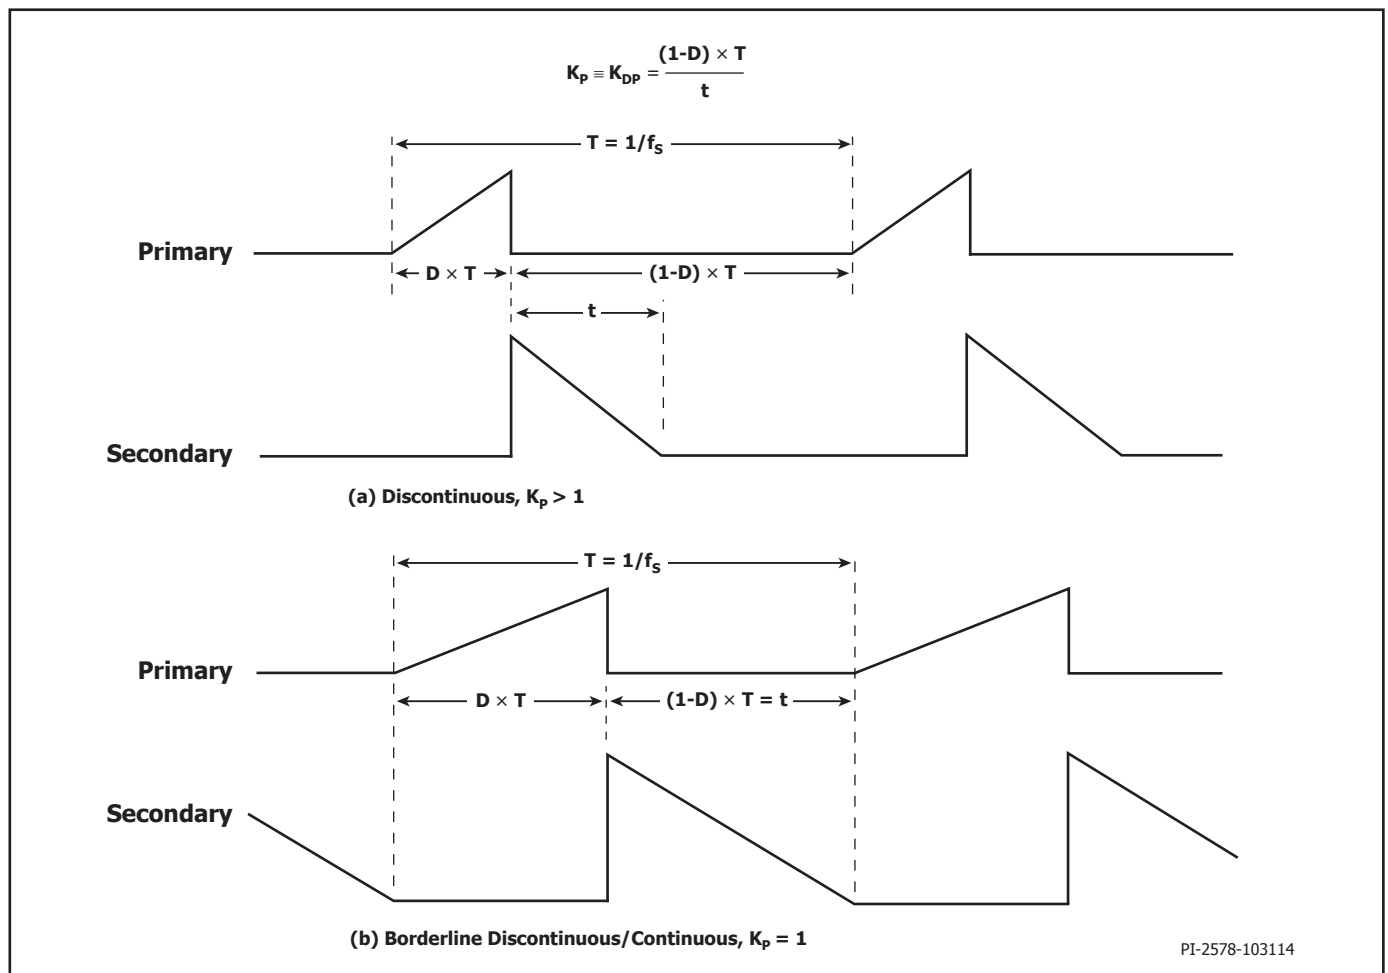 K_P ≡ K_DP = (1-D) × T / t
T = 1/f_S
Primary
D × T
(1-D) × T
t
Secondary
(a) Discontinuous, K_P > 1
T = 1/f_S
Primary
D × T
(1-D) × T = t
Secondary
(b) Borderline Discontinuous/Continuous, K_P = 1
PI-2578-103114